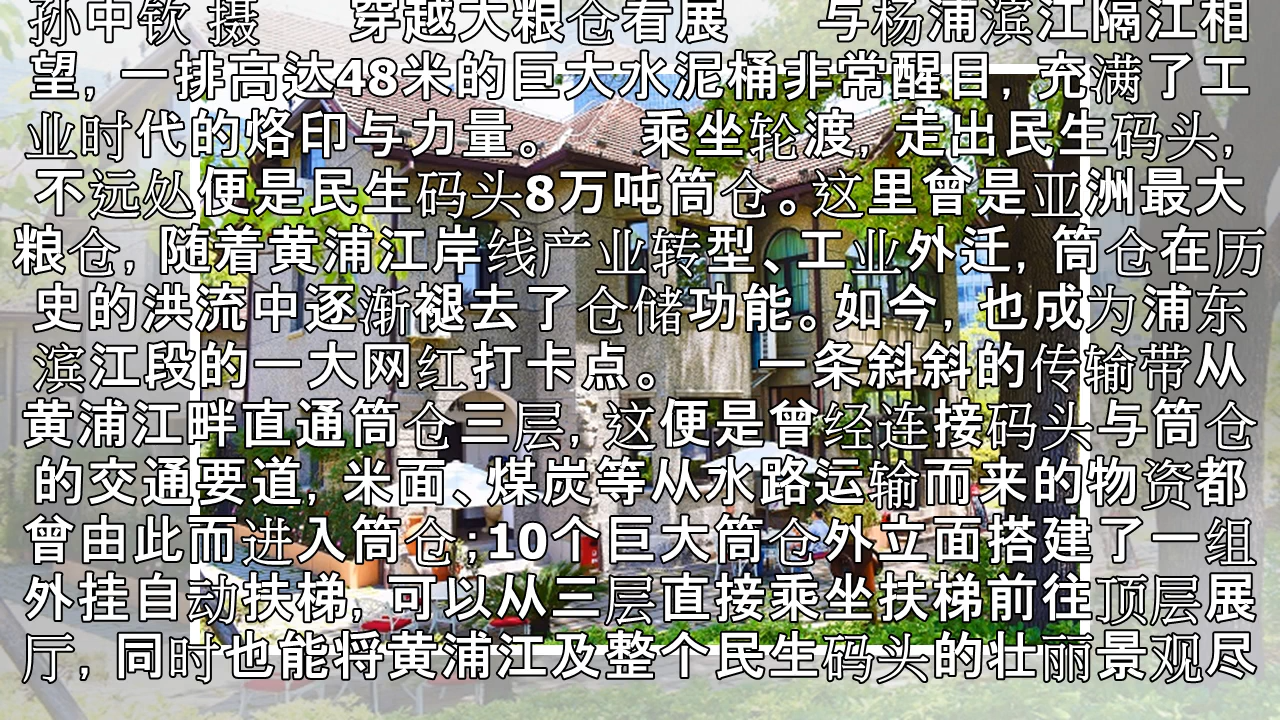 孙中钦 摄　　穿越大粮仓看展　　与杨浦滨江隔江相
望，一排高达48米的巨大水泥桶非常醒目，充满了工
业时代的烙印与力量。　　乘坐轮渡，走出民生码头，
不远处便是民生码头8万吨筒仓。这里曾是亚洲最大
粮仓，随着黄浦江岸线产业转型、工业外迁，筒仓在历
史的洪流中逐渐褪去了仓储功能。如今，也成为浦东
滨江段的一大网红打卡点。　　一条斜斜的传输带从
黄浦江畔直通筒仓三层，这便是曾经连接码头与筒仓
的交通要道，米面、煤炭等从水路运输而来的物资都
曾由此而进入筒仓；10个巨大筒仓外立面搭建了一组
外挂自动扶梯，可以从三层直接乘坐扶梯前往顶层展
厅，同时也能将黄浦江及整个民生码头的壮丽景观尽